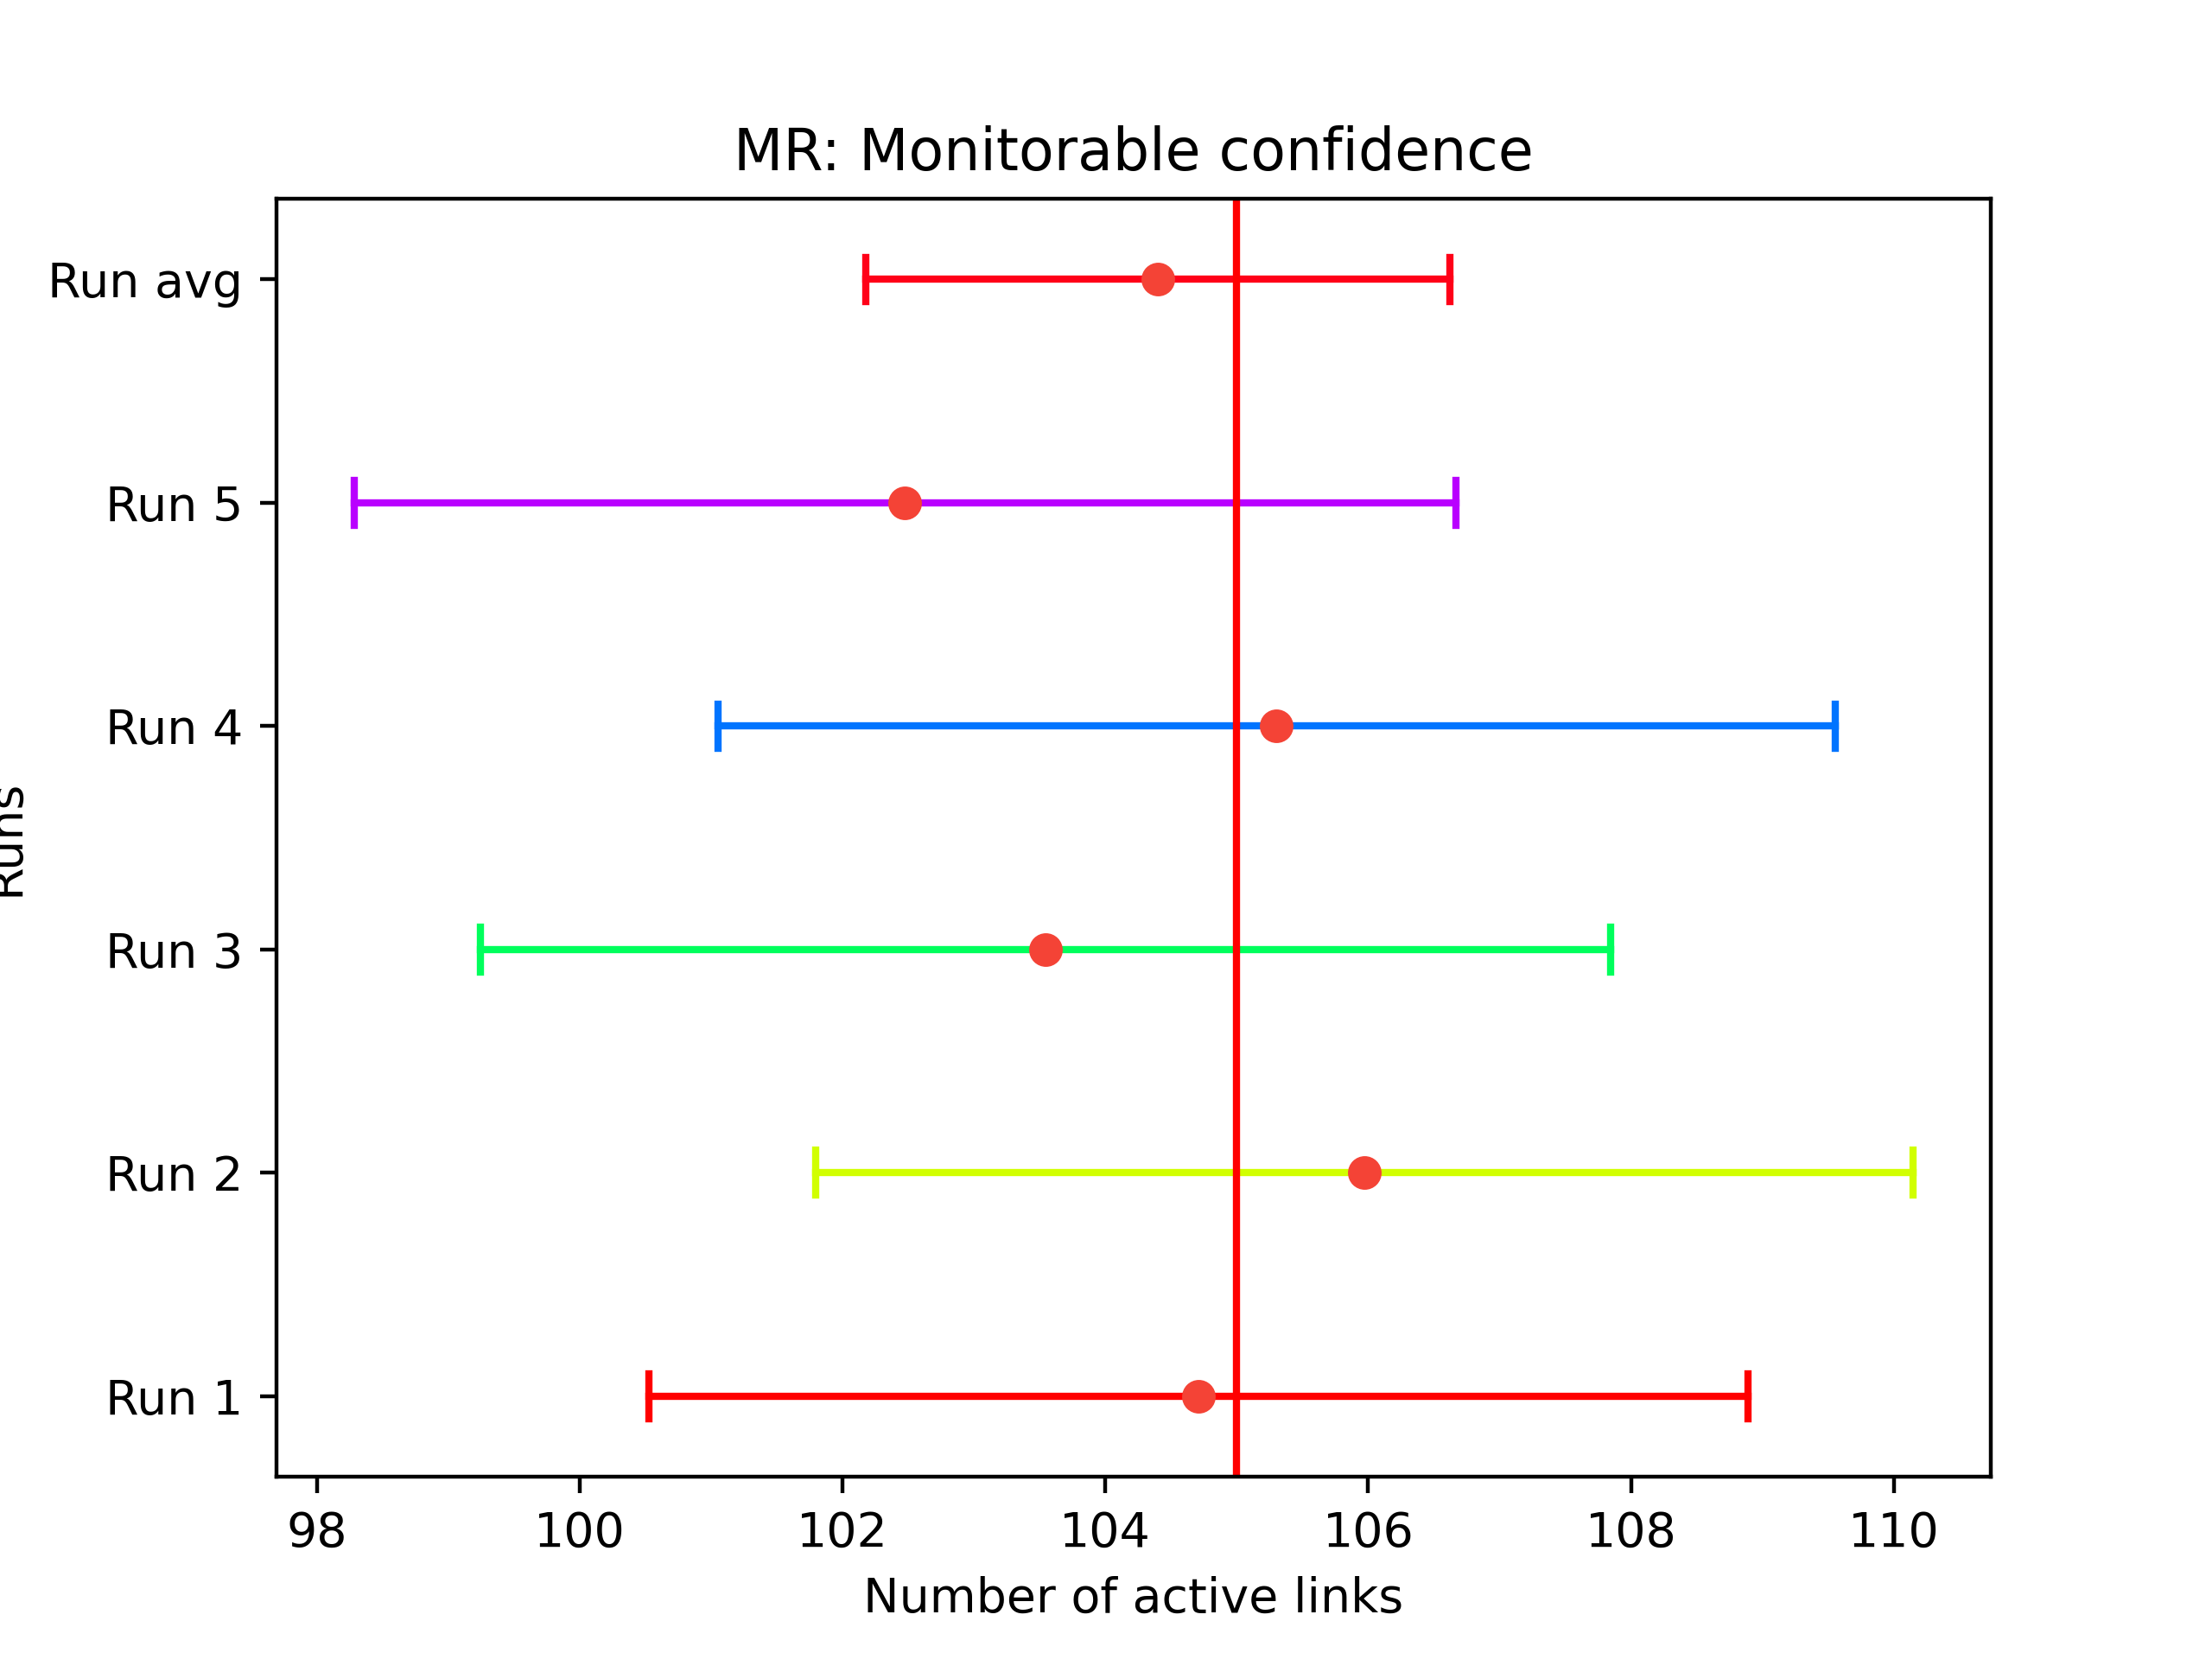 MR: Monitorable confidence
Run avg
Run 5
Run 4
Run 3
Run 2
Run 1
Runs
98 100 102 104 106 108 110
Number of active links